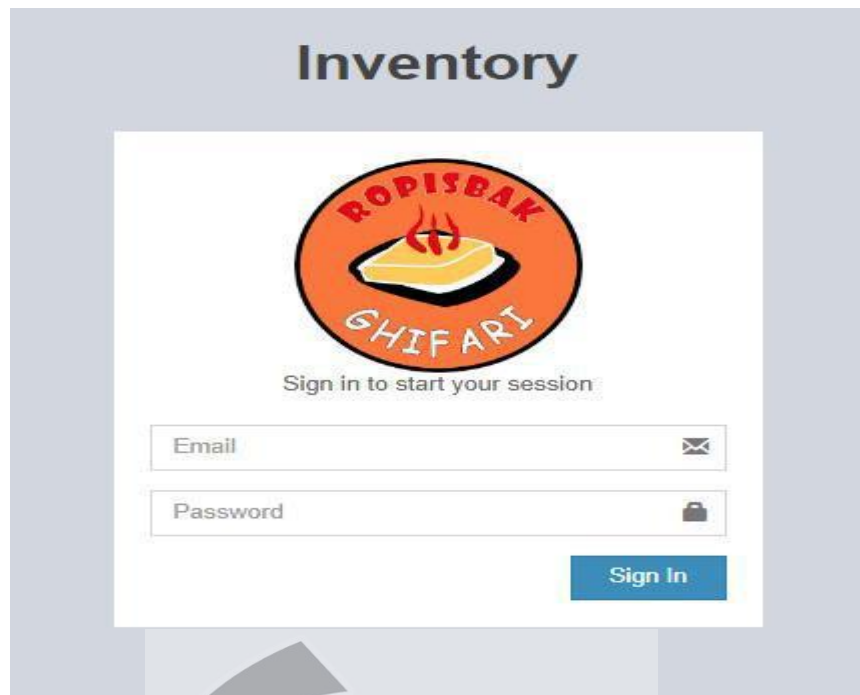 Inventory
ROPISBAK
GHIFARI
Sign in to start your session
Email
Password
Sign In